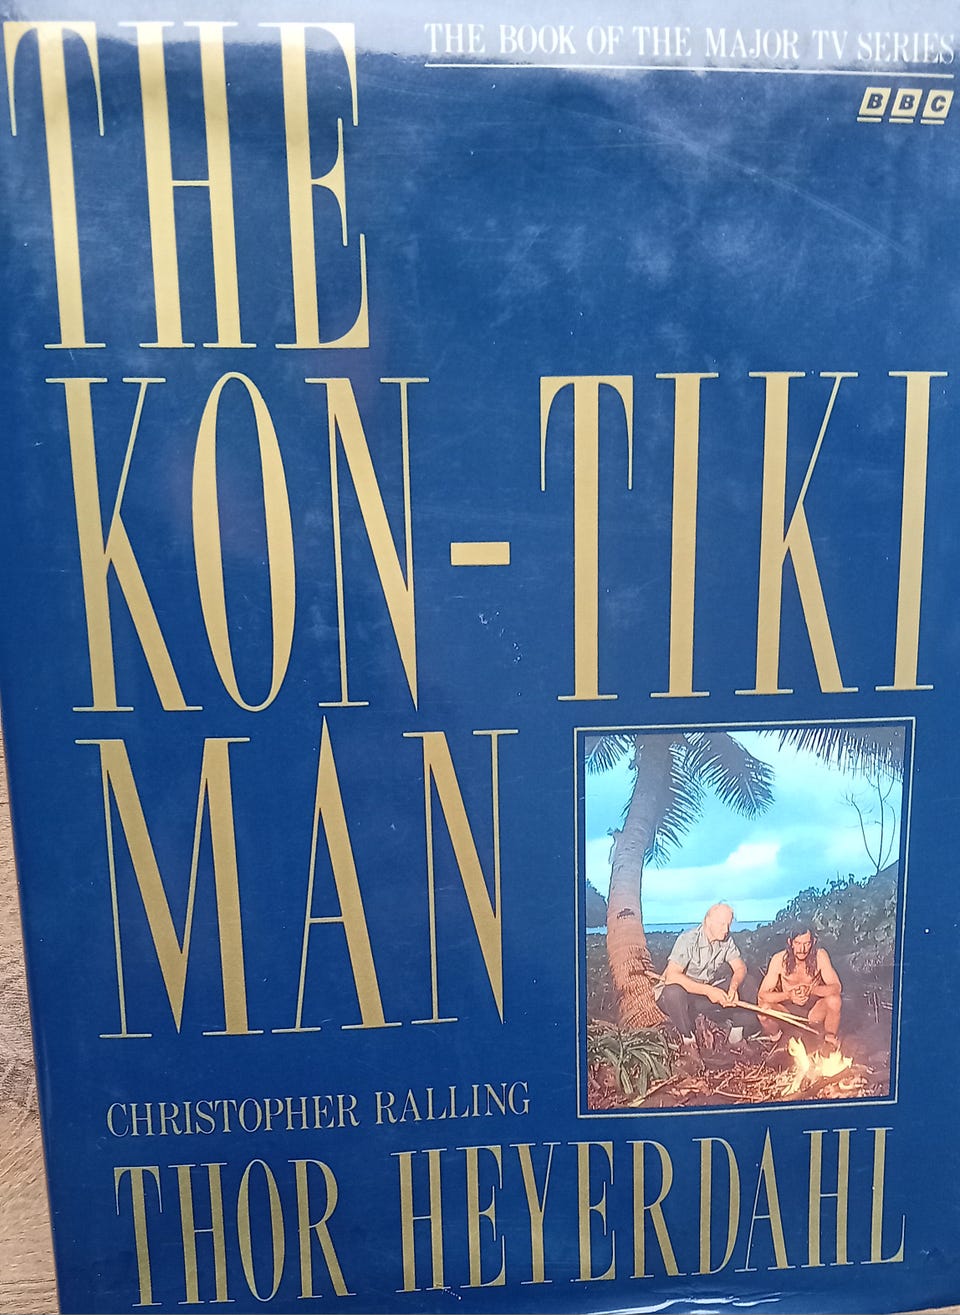 THE BOOK OF THE MAJOR TV SERIES
BBC
THE
KON-TIKI
MAN
CHRISTOPHER RALLING
THOR HEYERDAHL